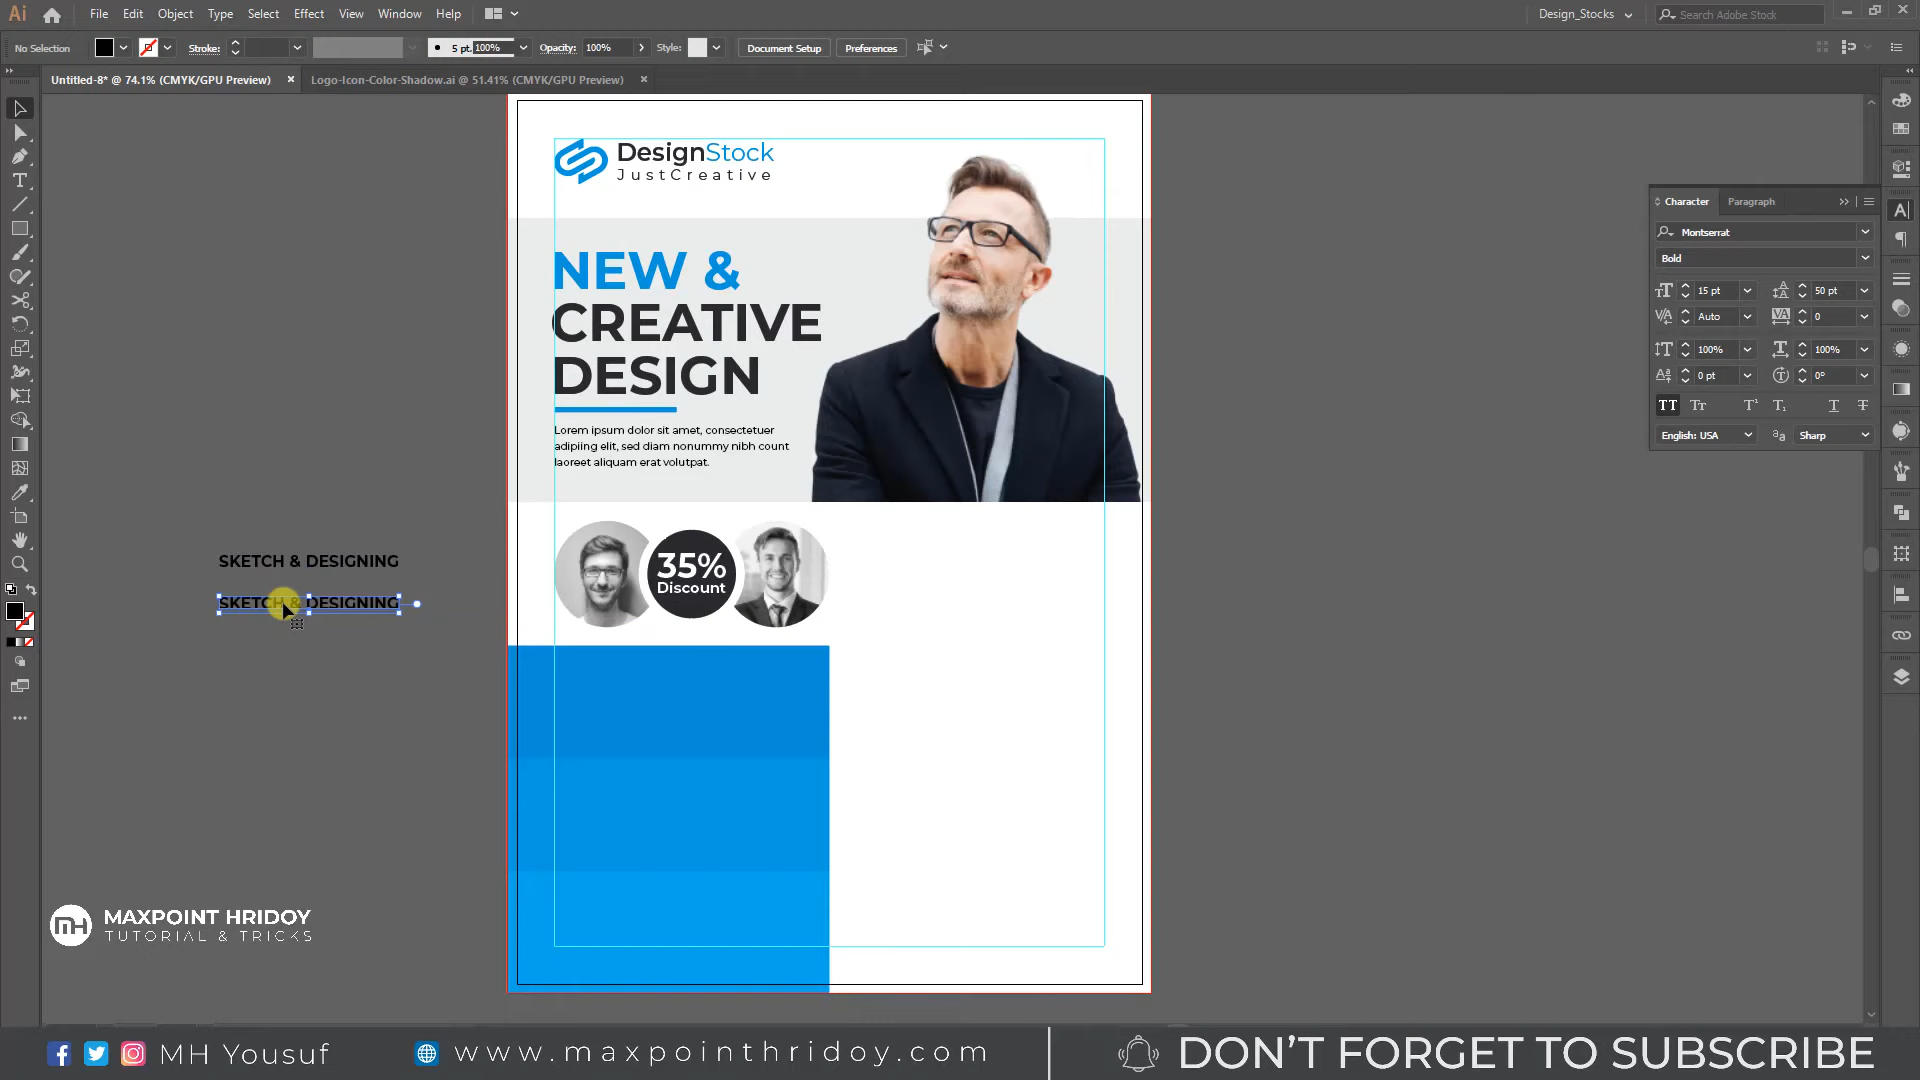 Ai File Edit Object Type Select Effect View Window Help Design_Stocks Search Adobe Stock
No Selection Stroke: 5 pt. 100% Opacity: 100% Style: Document Setup Preferences
Untitled-8* @ 74.1% (CMYK/GPU Preview) × Logo-Icon-Color-Shadow.ai @ 51.41% (CMYK/GPU Preview) ×
DesignStock
JustCreative
NEW &
CREATIVE
DESIGN
Lorem ipsum dolor sit amet, consectetuer
adipiing elit, sed diam nonummy nibh count
laoreet aliquam erat volutpat.
35%
Discount
SKETCH & DESIGNING
SKETCH & DESIGNING
Character Paragraph
Montserrat
Bold
15 pt 50 pt
Auto 0
100% 100%
0 pt 0°
English: USA Sharp
MH MAXPOINT HRIDOY
TUTORIAL & TRICKS
MH Yousuf www.maxpointhridoy.com DON'T FORGET TO SUBSCRIBE